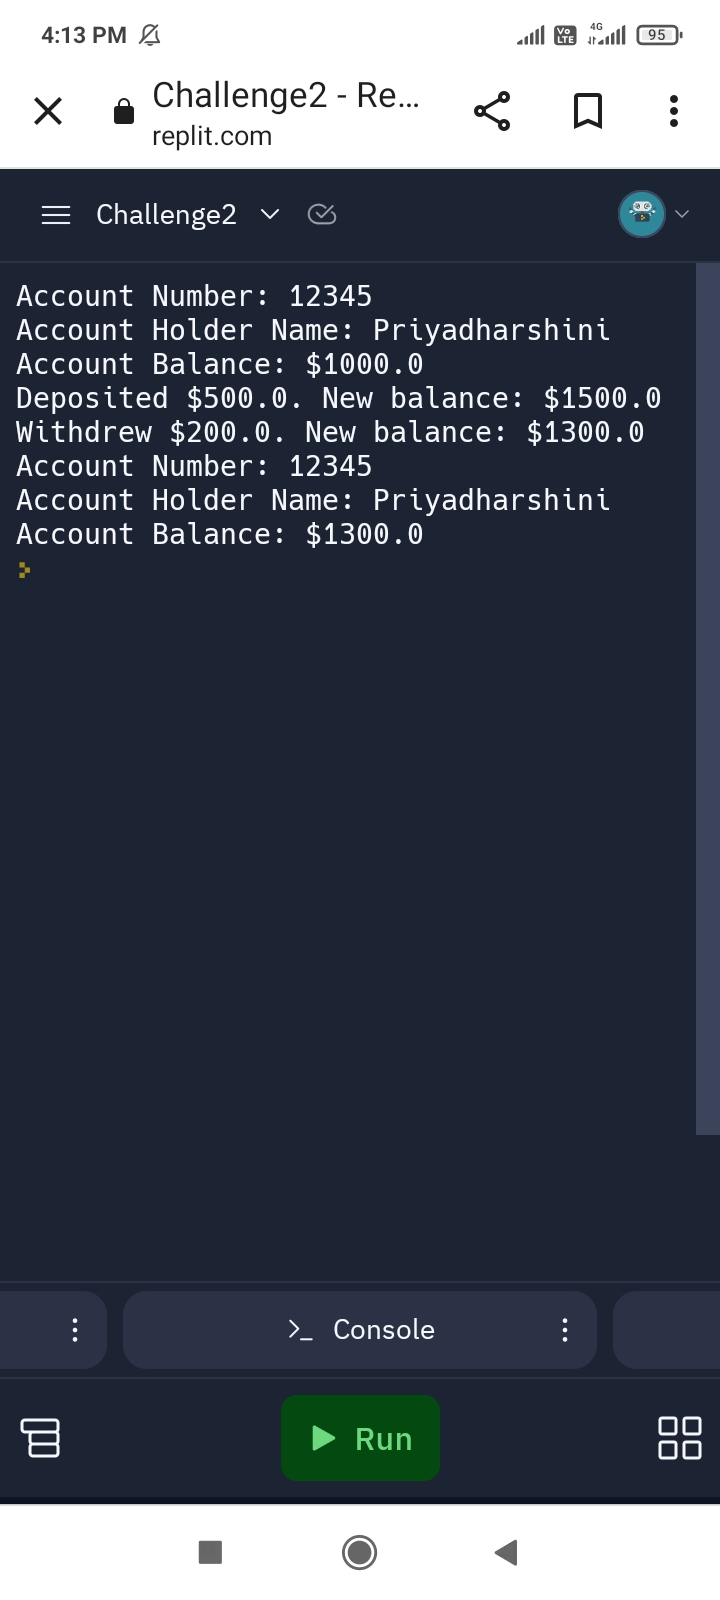 4:13 PM
4G
Vo
LTE
95
Challenge2 - Re...
replit.com
Challenge2
Account Number: 12345
Account Holder Name: Priyadharshini
Account Balance: $1000.0
Deposited $500.0. New balance: $1500.0
Withdrew $200.0. New balance: $1300.0
Account Number: 12345
Account Holder Name: Priyadharshini
Account Balance: $1300.0
Console
Run